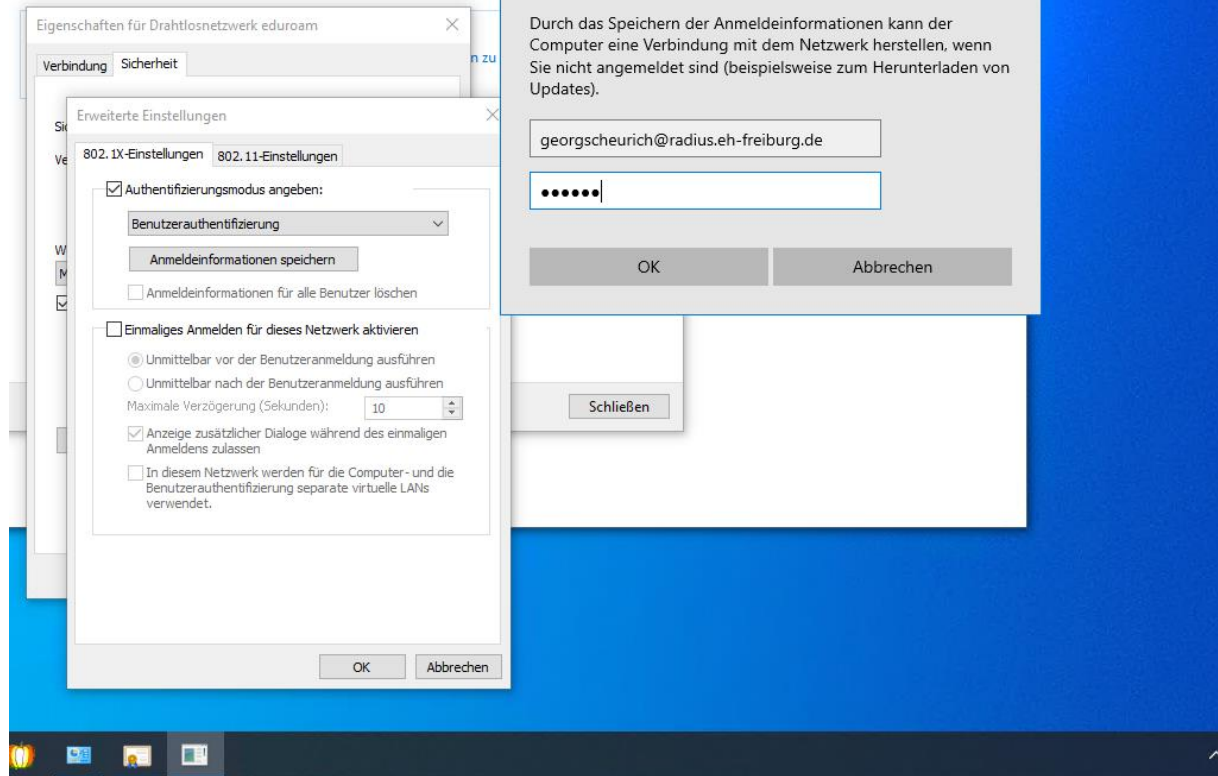 Eigenschaften für Drahtlosnetzwerk eduroam
Verbindung
Sicherheit
n zu
Erweiterte Einstellungen
802.1X-Einstellungen
802.11-Einstellungen
Authentifizierungsmodus angeben:
Benutzerauthentifizierung
Anmeldeinformationen speichern
Anmeldeinformationen für alle Benutzer löschen
Einmaliges Anmelden für dieses Netzwerk aktivieren
Unmittelbar vor der Benutzeranmeldung ausführen
Unmittelbar nach der Benutzeranmeldung ausführen
Maximale Verzögerung (Sekunden):
10
Anzeige zusätzlicher Dialoge während des einmaligen
Anmeldens zulassen
In diesem Netzwerk werden für die Computer- und die
Benutzerauthentifizierung separate virtuelle LANs
verwendet.
OK
Abbrechen
Durch das Speichern der Anmeldeinformationen kann der
Computer eine Verbindung mit dem Netzwerk herstellen, wenn
Sie nicht angemeldet sind (beispielsweise zum Herunterladen von
Updates).
georgscheurich@radius.eh-freiburg.de
●●●●●●
OK
Abbrechen
Schließen